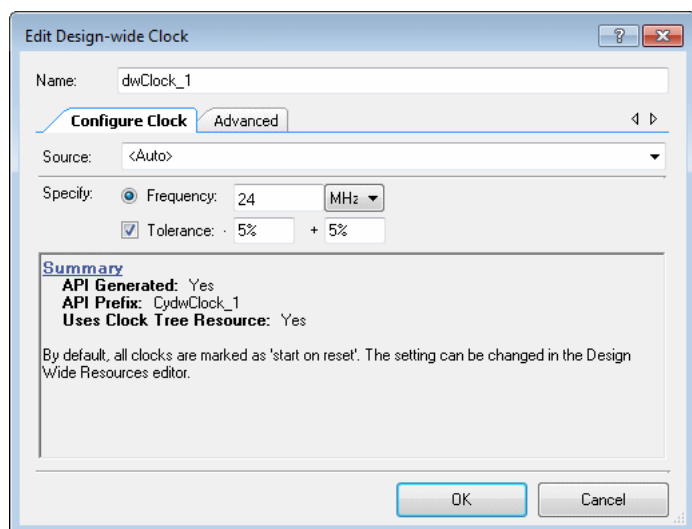 Edit Design-wide Clock
Name: dwClock_1
Configure Clock Advanced
Source: <Auto>
Specify: Frequency: 24 MHz
Tolerance: - 5% + 5%
Summary
API Generated: Yes
API Prefix: CydwClock_1
Uses Clock Tree Resource: Yes
By default, all clocks are marked as 'start on reset'. The setting can be changed in the Design
Wide Resources editor.
OK Cancel